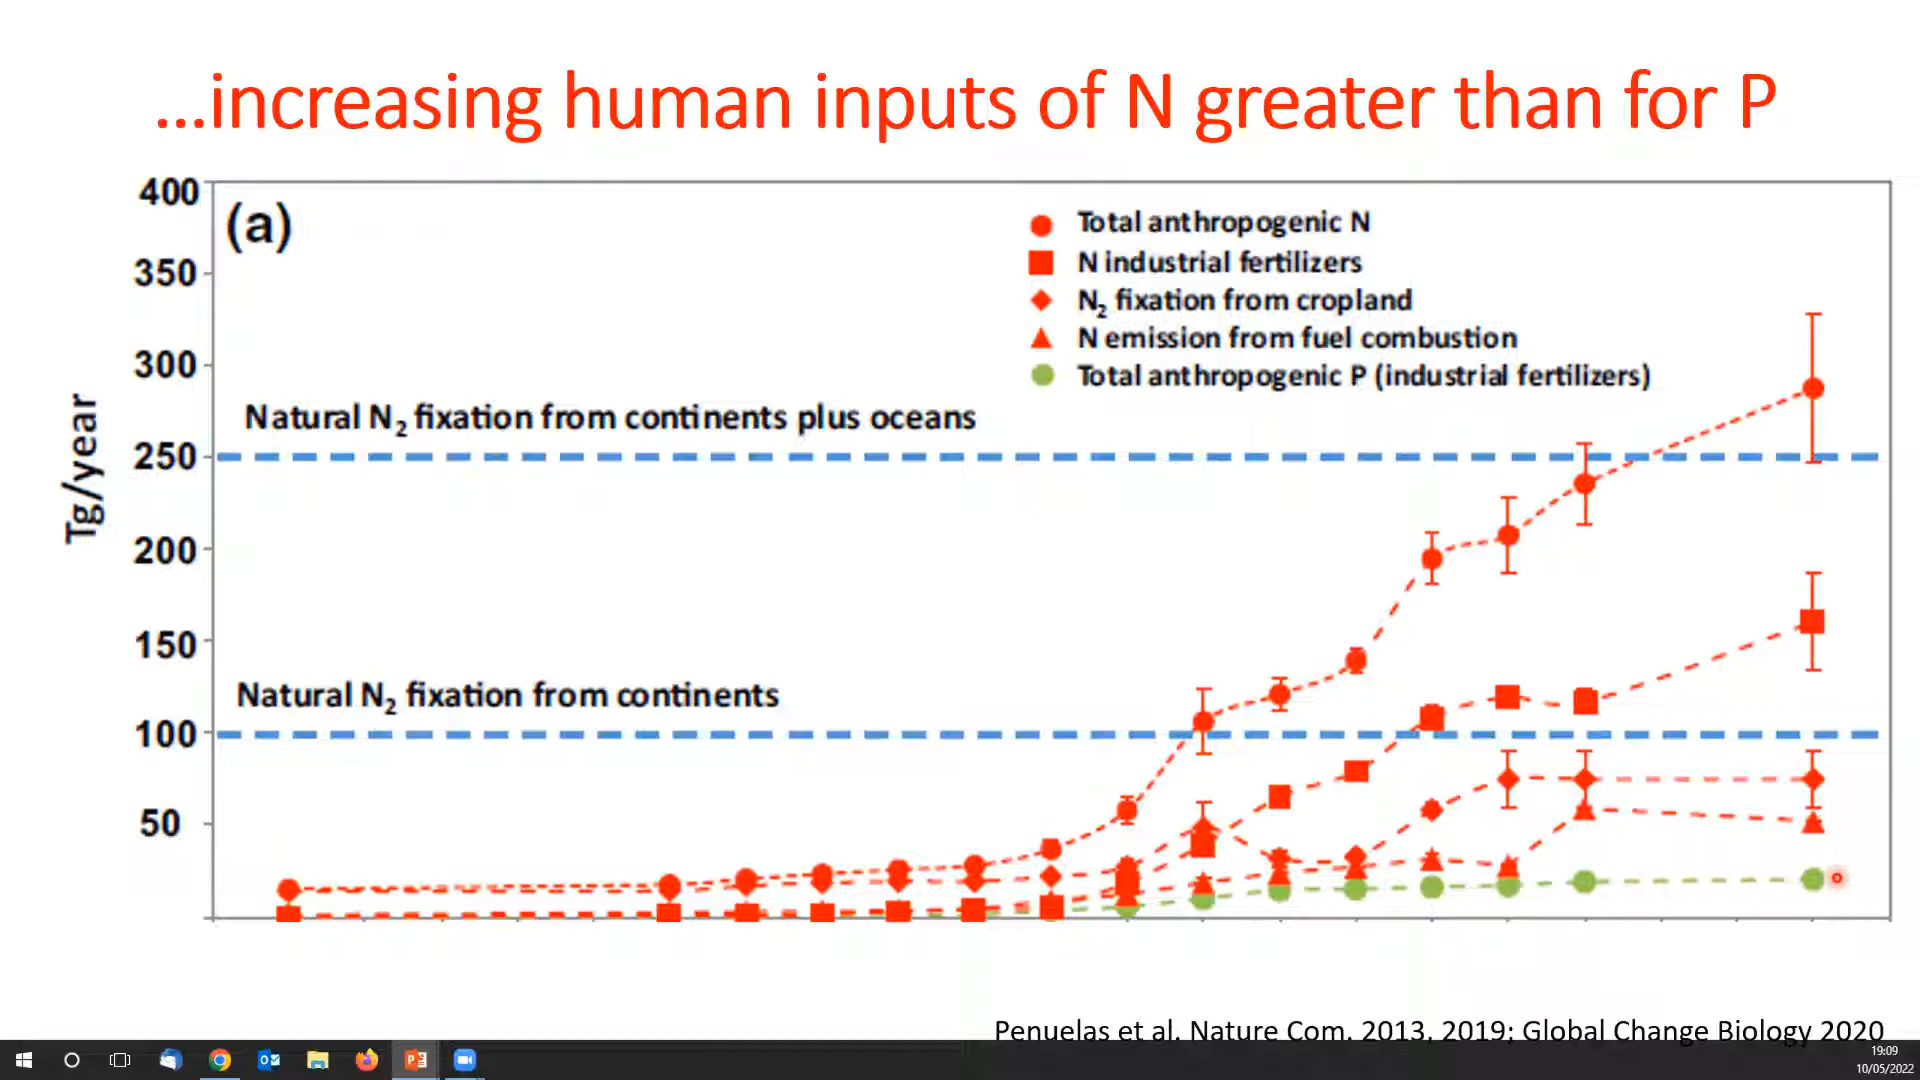 ...increasing human inputs of N greater than for P
400
(a)
Total anthropogenic N
350
N industrial fertilizers
N2 fixation from cropland
N emission from fuel combustion
300
Total anthropogenic P (industrial fertilizers)
Natural N2 fixation from continents plus oceans
250
Tg/year
200
150
Natural N2 fixation from continents
100
50
Penuelas et al. Nature Com. 2013, 2019; Global Change Biology 2020
19:09
10/05/2022